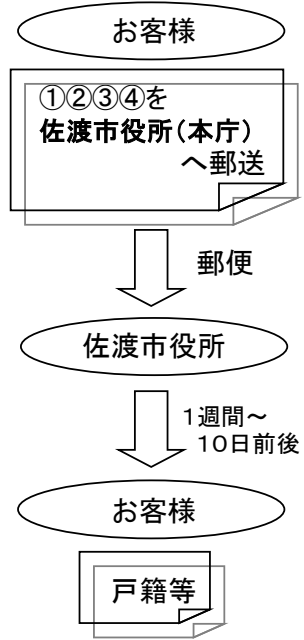 お客様
①②③④を
佐渡市役所（本庁）
へ郵送
郵便
佐渡市役所
1週間～
10日前後
お客様
戸籍等